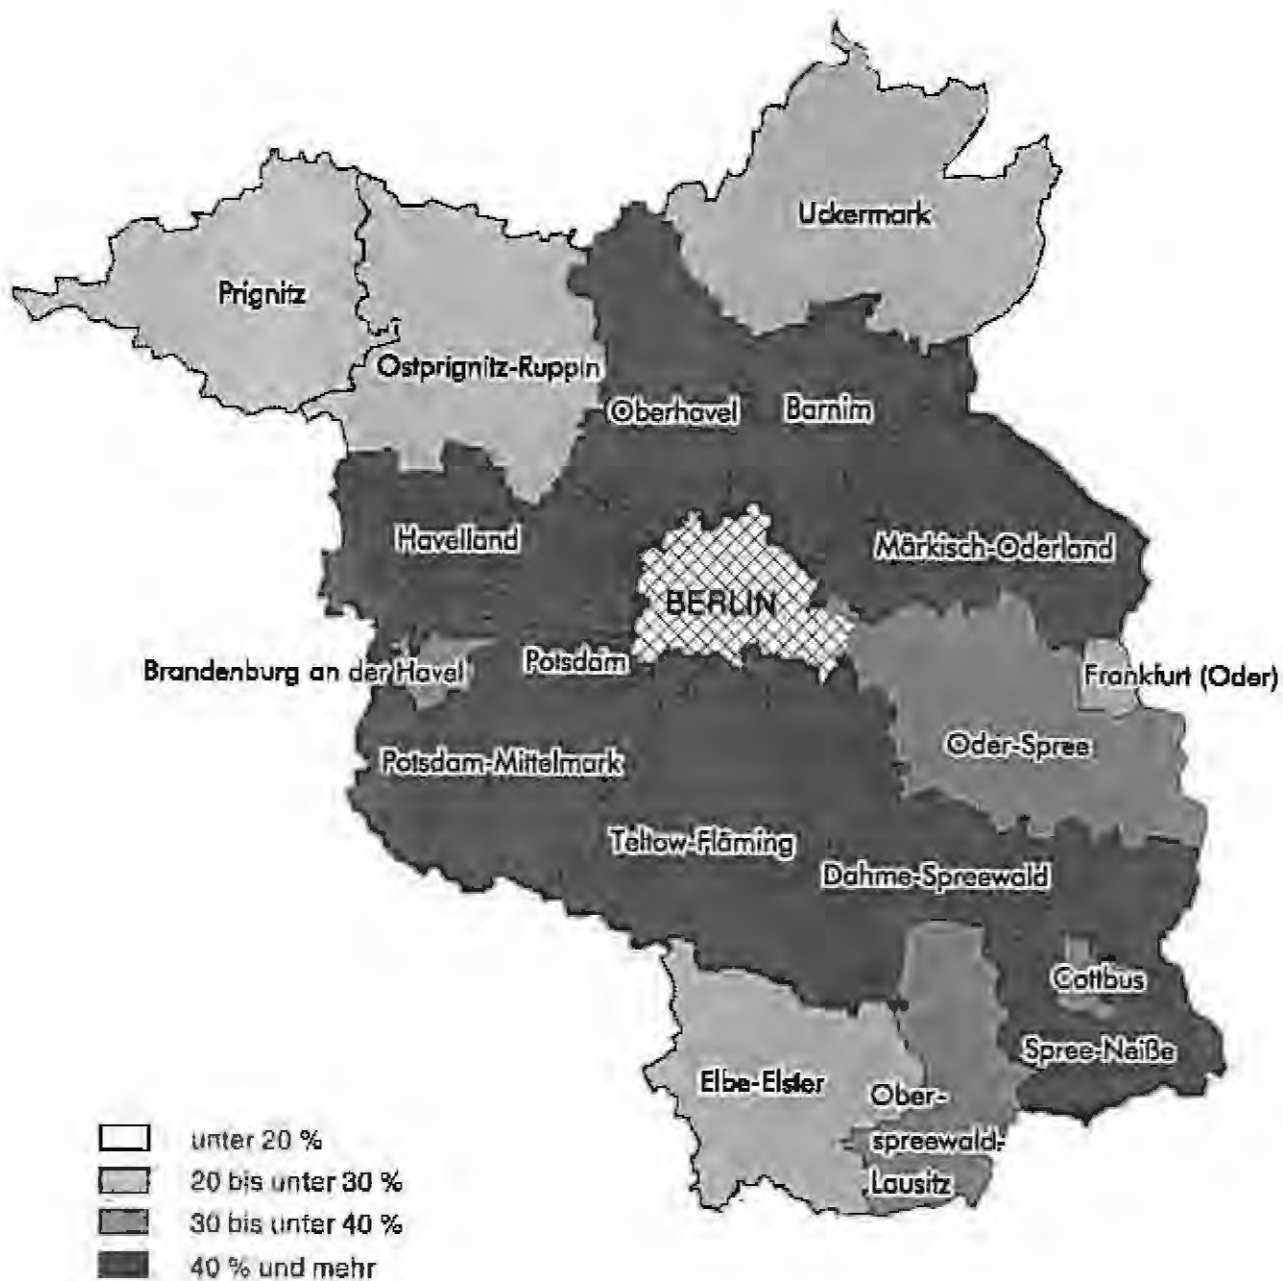 Uckermark
Prignitz
Ostprignitz-Ruppin
Oberhavel
Barnim
Havelland
Märkisch-Oderland
BERLIN
Brandenburg an der Havel
Potsdam
Frankfurt (Oder)
Oder-Spree
Potsdam-Mittelmark
Teltow-Fläming
Dahme-Spreewald
Cottbus
Spree-Neiße
Elbe-Elster
Ober-
spreewald-
Lausitz
unter 20 %
20 bis unter 30 %
30 bis unter 40 %
40 % und mehr